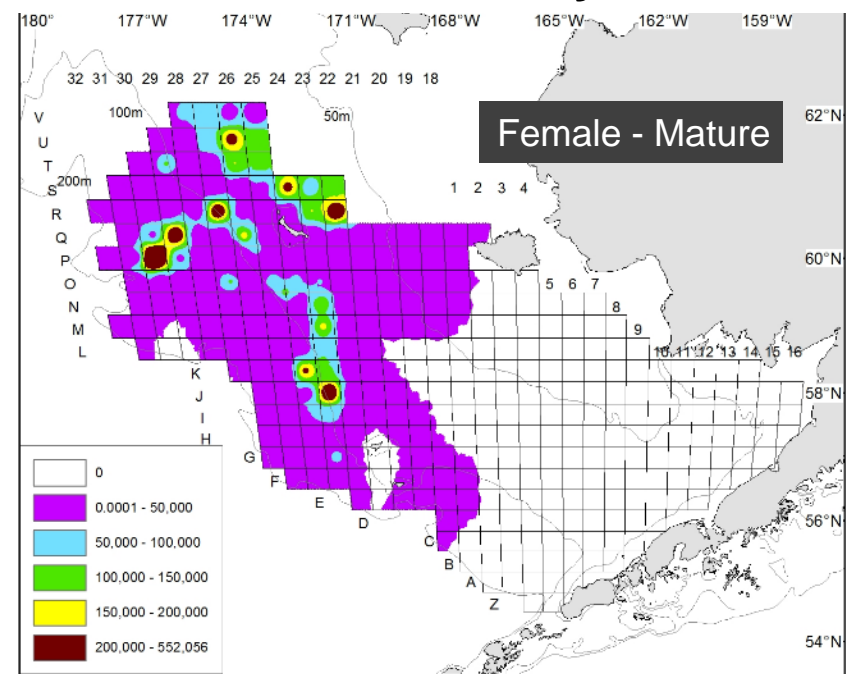 180° 177°W 174°W 171°W 168°W 165°W 162°W 159°W
32 31 30 29 28 27 26 25 24 23 22 21 20 19 18
100m 50m
62°N
Female - Mature
V
U
T
200m
S
1 2 3 4
R
Q
P
60°N
O
5 6 7
N
8
M
9
L
10 11 12 13 14 15 16
K
58°N
J
I
H
G
F
E
D
56°N
C
B
A
Z
54°N
0
0.0001 - 50,000
50,000 - 100,000
100,000 - 150,000
150,000 - 200,000
200,000 - 552,056